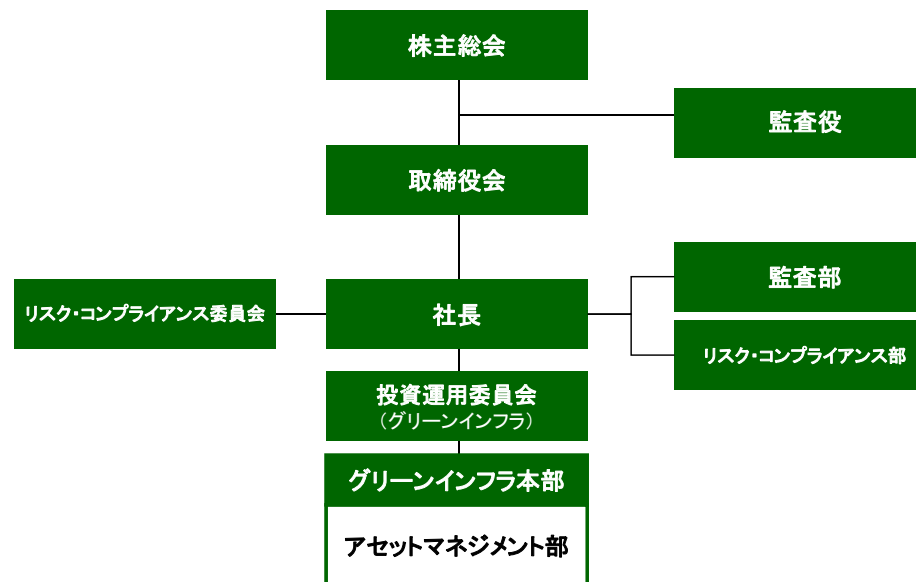 株主総会
監査役
取締役会
監査部
リスク・コンプライアンス委員会
社長
リスク・コンプライアンス部
投資運用委員会
（グリーンインフラ）
グリーンインフラ本部
アセットマネジメント部